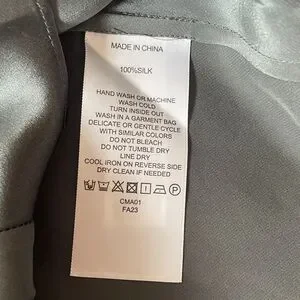 MADE IN CHINA
100%SILK
HAND WASH OR MACHINE
WASH COLD
TURN INSIDE OUT
WASH IN A GARMENT BAG
DELICATE OR GENTLE CYCLE
WITH SIMILAR COLORS
DO NOT BLEACH
DO NOT TUMBLE DRY
LINE DRY
COOL IRON ON REVERSE SIDE
DRY CLEAN IF NEEDED
P
CMA01
FA23